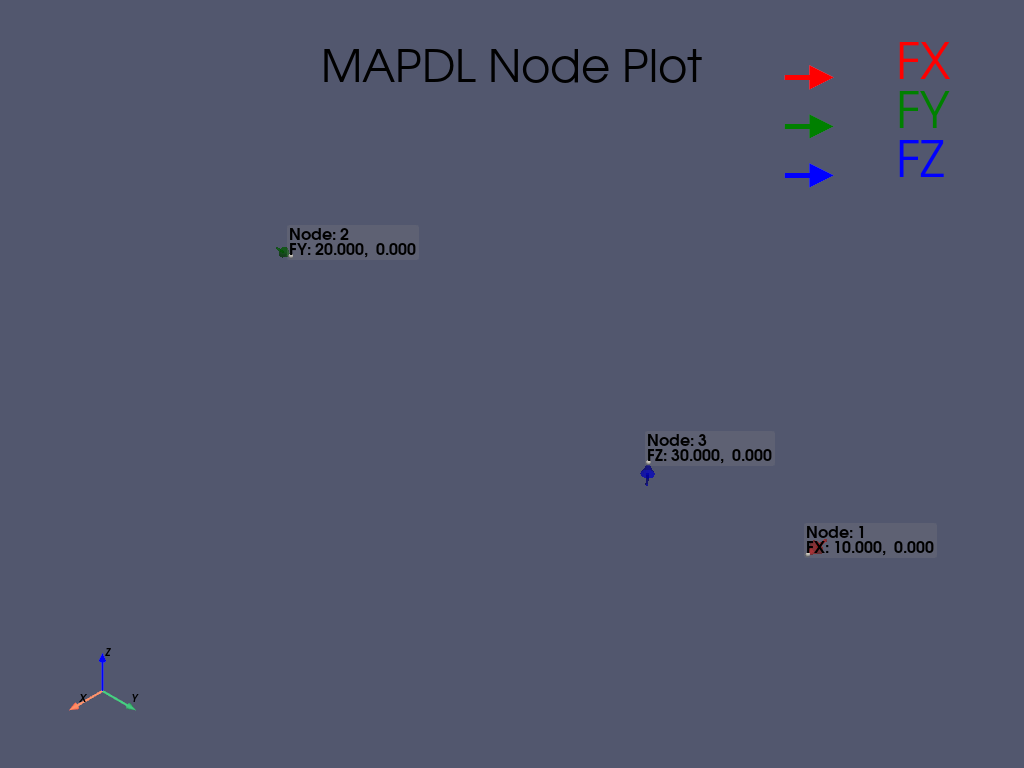 MAPDL Node Plot
FX
FY
FZ
Node: 2
FY: 20.000,  0.000
Node: 3
FZ: 30.000,  0.000
Node: 1
FX: 10.000,  0.000
Z
X
Y